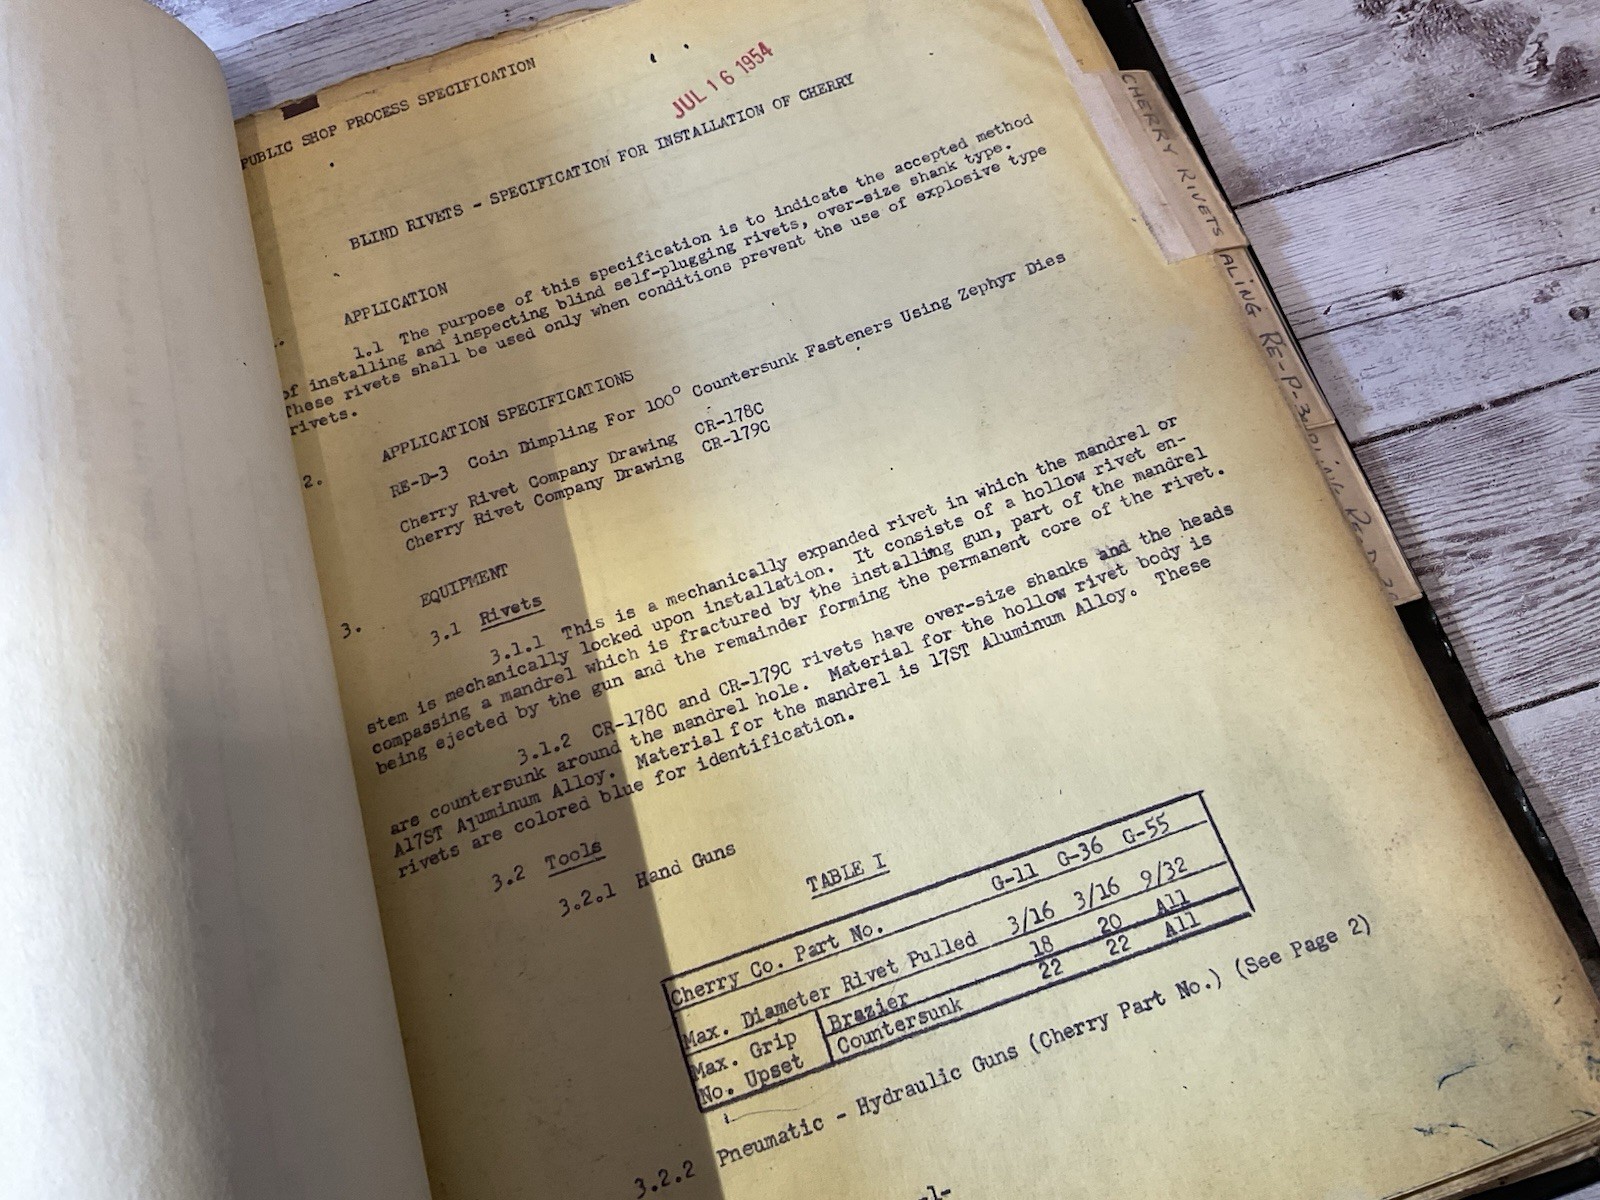 PUBLIC SHOP PROCESS SPECIFICATION
JUL 16 1954
BLIND RIVETS - SPECIFICATION FOR INSTALLATION OF CHERRY
APPLICATION
1.1 The purpose of this specification is to indicate the accepted method
of installing and inspecting blind self-plugging rivets, over-size shank type.
These rivets shall be used only when conditions prevent the use of explosive type
rivets.
2. APPLICATION SPECIFICATIONS
RE-D-3 Coin Dimpling For 100° Countersunk Fasteners Using Zephyr Dies
Cherry Rivet Company Drawing CR-178C
Cherry Rivet Company Drawing CR-179C
3. EQUIPMENT
3.1 Rivets
3.1.1 This is a mechanically expanded rivet in which the mandrel or
stem is mechanically locked upon installation. It consists of a hollow rivet en-
compassing a mandrel which is fractured by the installing gun, part of the mandrel
being ejected by the gun and the remainder forming the permanent core of the rivet.
3.1.2 CR-178C and CR-179C rivets have over-size shanks and the heads
are countersunk around the mandrel hole. Material for the hollow rivet body is
A17ST Aluminum Alloy. Material for the mandrel is 17ST Aluminum Alloy. These
rivets are colored blue for identification.
3.2 Tools
3.2.1 Hand Guns
TABLE I
Cherry Co. Part No. G-11 G-36 G-55
Max. Diameter Rivet Pulled 3/16 3/16 9/32
Max. Grip Brazier 18 20 All
No. Upset Countersunk 22 22 All
3.2.2 Pneumatic - Hydraulic Guns (Cherry Part No.) (See Page 2)
CHERRY RIVETS
ALING RE-P-3